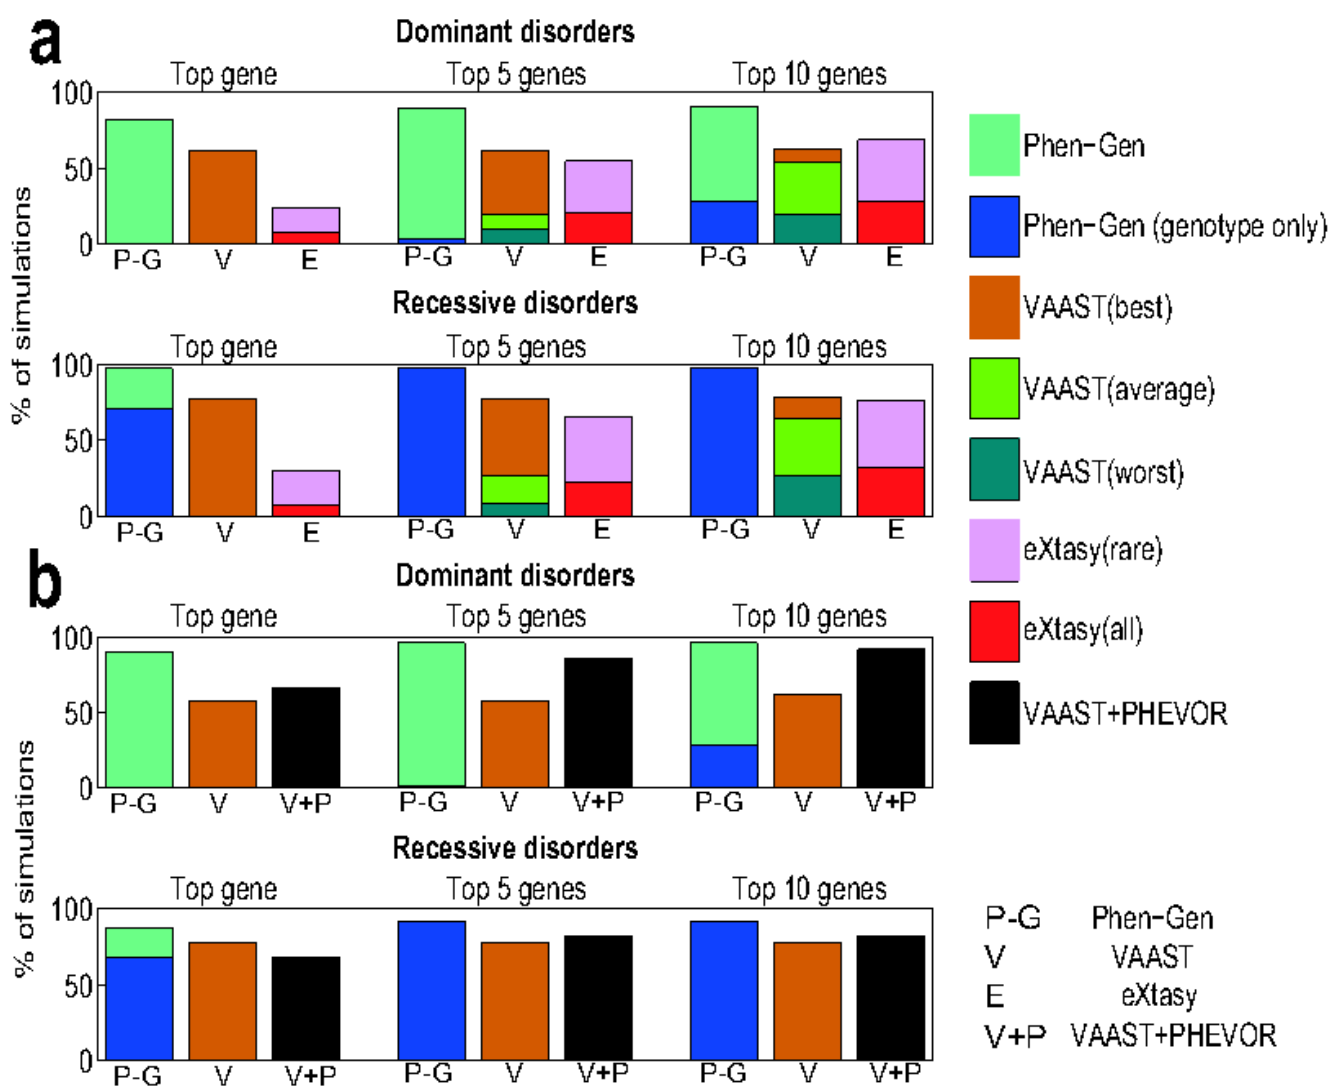 a
Dominant disorders
Top gene Top 5 genes Top 10 genes
100
50
0
P-G V E P-G V E P-G V E
% of simulations
Recessive disorders
Top gene Top 5 genes Top 10 genes
100
50
0
P-G V E P-G V E P-G V E
b
Dominant disorders
Top gene Top 5 genes Top 10 genes
100
50
0
P-G V V+P P-G V V+P P-G V V+P
% of simulations
Recessive disorders
Top gene Top 5 genes Top 10 genes
100
50
0
P-G V V+P P-G V V+P P-G V V+P
Phen-Gen
Phen-Gen (genotype only)
VAAST(best)
VAAST(average)
VAAST(worst)
eXtasy(rare)
eXtasy(all)
VAAST+PHEVOR
P-G Phen-Gen
V VAAST
E eXtasy
V+P VAAST+PHEVOR